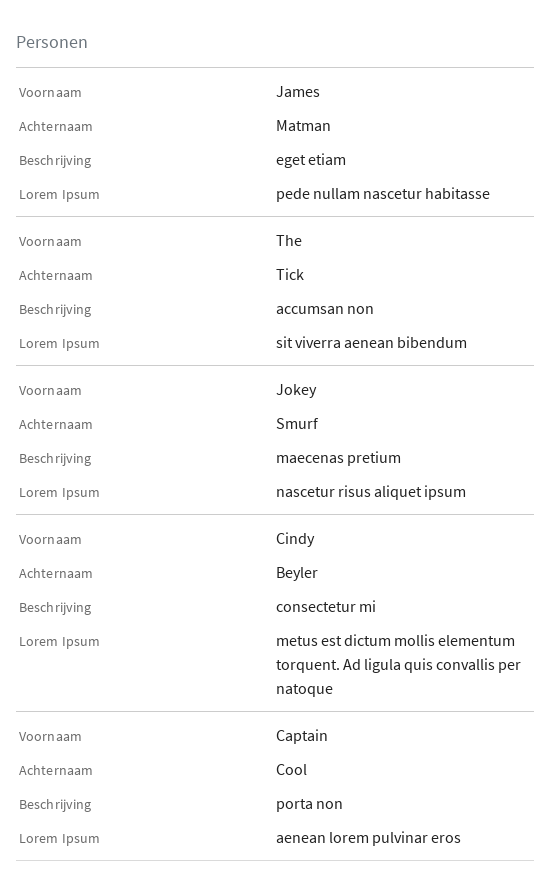 Personen
Voornaam James
Achternaam Matman
Beschrijving eget etiam
Lorem Ipsum pede nullam nascetur habitasse
Voornaam The
Achternaam Tick
Beschrijving accumsan non
Lorem Ipsum sit viverra aenean bibendum
Voornaam Jokey
Achternaam Smurf
Beschrijving maecenas pretium
Lorem Ipsum nascetur risus aliquet ipsum
Voornaam Cindy
Achternaam Beyler
Beschrijving consectetur mi
Lorem Ipsum metus est dictum mollis elementum
torquent. Ad ligula quis convallis per
natoque
Voornaam Captain
Achternaam Cool
Beschrijving porta non
Lorem Ipsum aenean lorem pulvinar eros